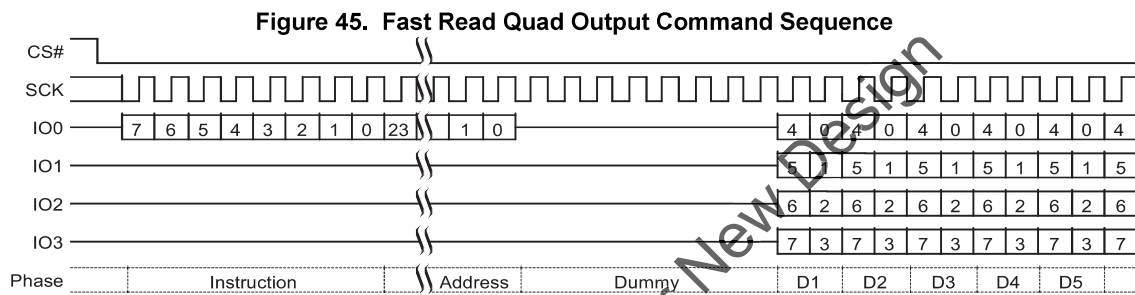 Figure 45. Fast Read Quad Output Command Sequence
CS#
SCK
IO0 7 6 5 4 3 2 1 0 23 1 0 4 0 4 0 4 0 4 0 4 0 4
IO1 5 1 5 1 5 1 5 1 5 1 5
IO2 6 2 6 2 6 2 6 2 6 2 6
IO3 7 3 7 3 7 3 7 3 7 3 7
Phase Instruction Address Dummy D1 D2 D3 D4 D5
New Design